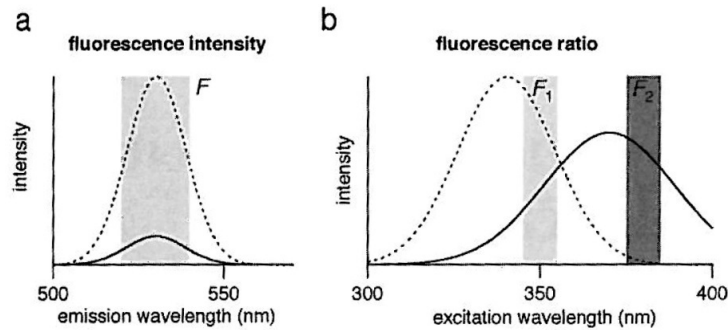 a
fluorescence intensity
F
intensity
500
550
emission wavelength (nm)
b
fluorescence ratio
F1
F2
intensity
300
350
400
excitation wavelength (nm)